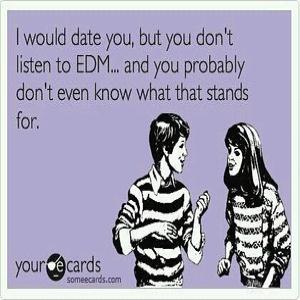 I would date you, but you don't
listen to EDM... and you probably
don't even know what that stands
for.
your e cards
someecards.com